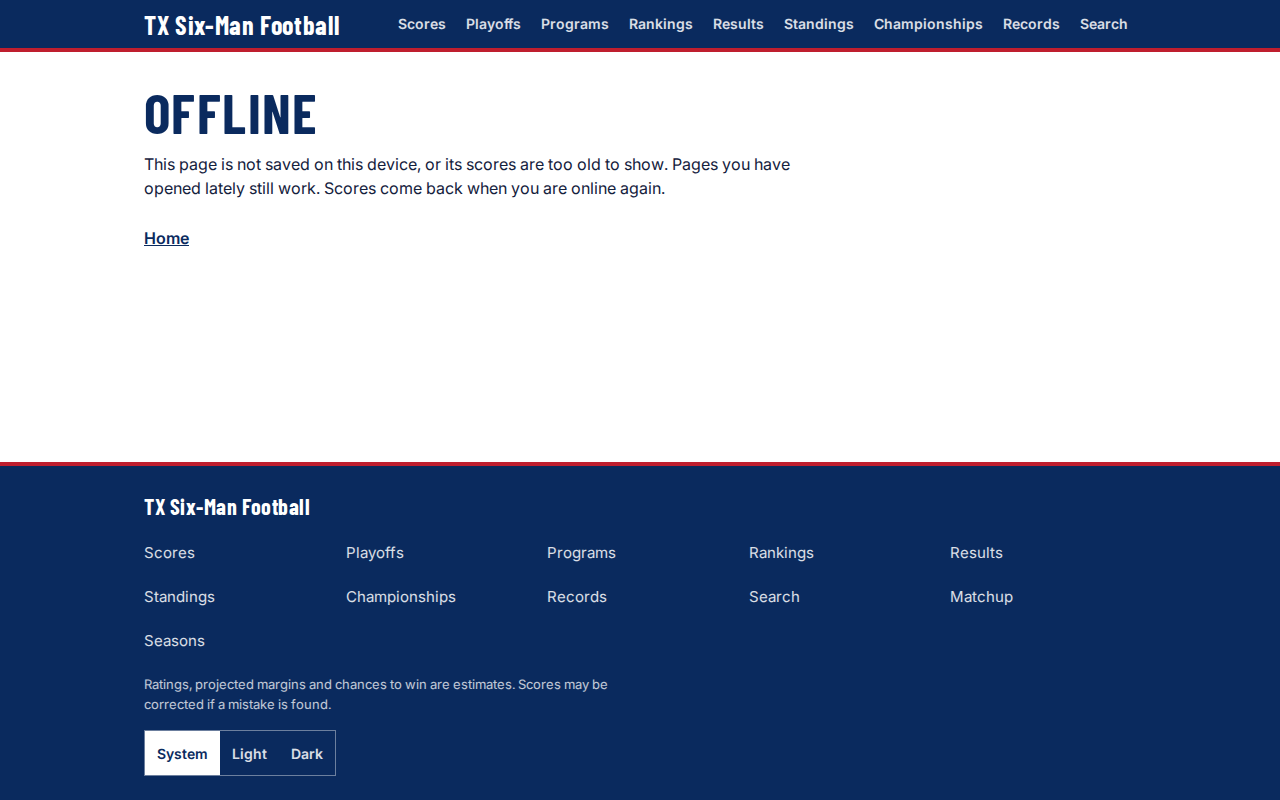 TX Six-Man Football
Scores Playoffs Programs Rankings Results Standings Championships Records Search
OFFLINE
This page is not saved on this device, or its scores are too old to show. Pages you have
opened lately still work. Scores come back when you are online again.
Home
TX Six-Man Football
Scores Playoffs Programs Rankings Results
Standings Championships Records Search Matchup
Seasons
Ratings, projected margins and chances to win are estimates. Scores may be
corrected if a mistake is found.
System Light Dark